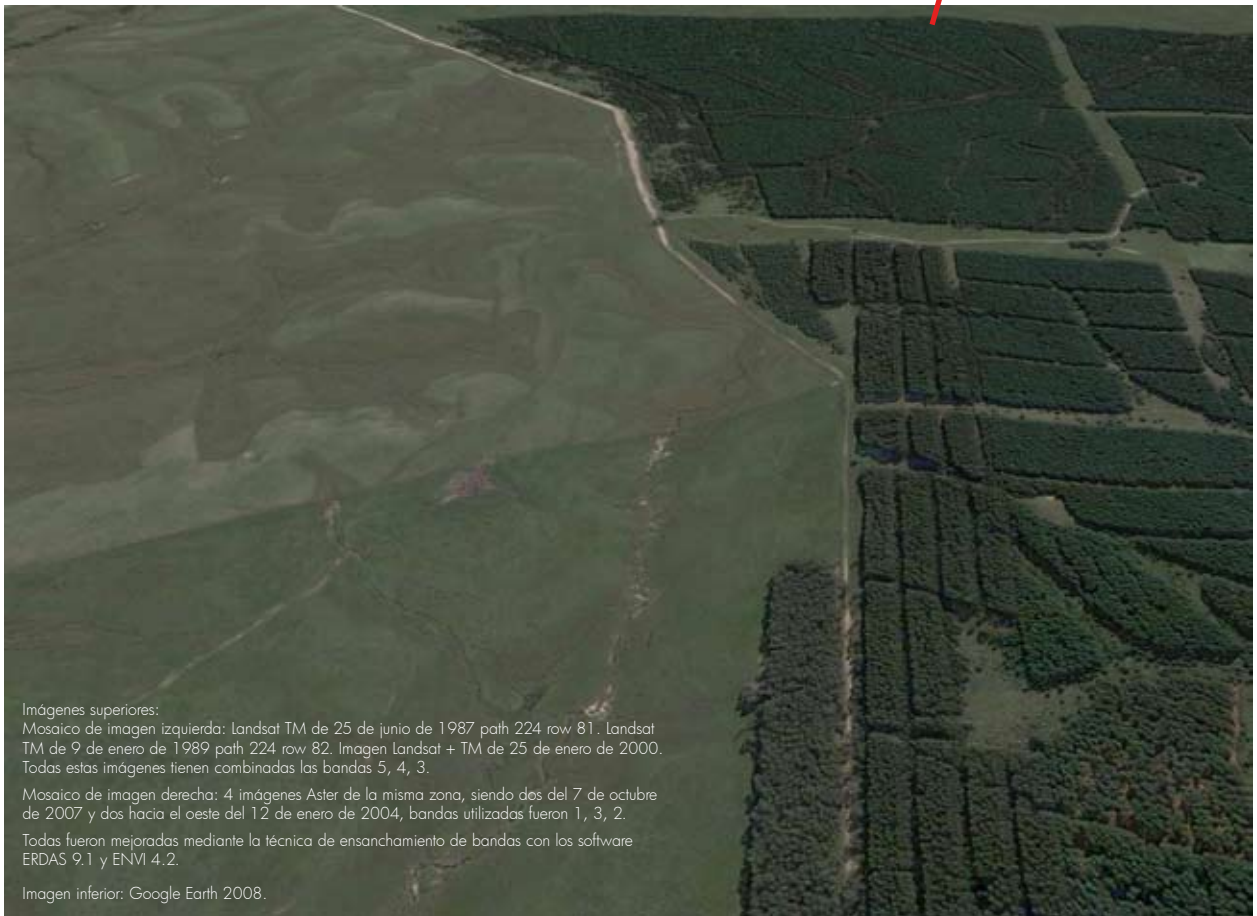 Imágenes superiores:
Mosaico de imagen izquierda: Landsat TM de 25 de junio de 1987 path 224 row 81. Landsat
TM de 9 de enero de 1989 path 224 row 82. Imagen Landsat + TM de 25 de enero de 2000.
Todas estas imágenes tienen combinadas las bandas 5, 4, 3.
Mosaico de imagen derecha: 4 imágenes Aster de la misma zona, siendo dos del 7 de octubre
de 2007 y dos hacia el oeste del 12 de enero de 2004, bandas utilizadas fueron 1, 3, 2.
Todas fueron mejoradas mediante la técnica de ensanchamiento de bandas con los software
ERDAS 9.1 y ENVI 4.2.
Imagen inferior: Google Earth 2008.